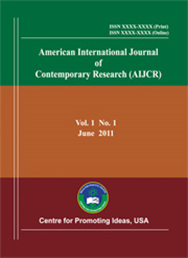 ISSN XXXX-XXXX (Print)
ISSN XXXX-XXXX (Online)
American International Journal
of
Contemporary Research (AIJCR)
Vol. 1 No. 1
June 2011
Centre for Promoting Ideas, USA